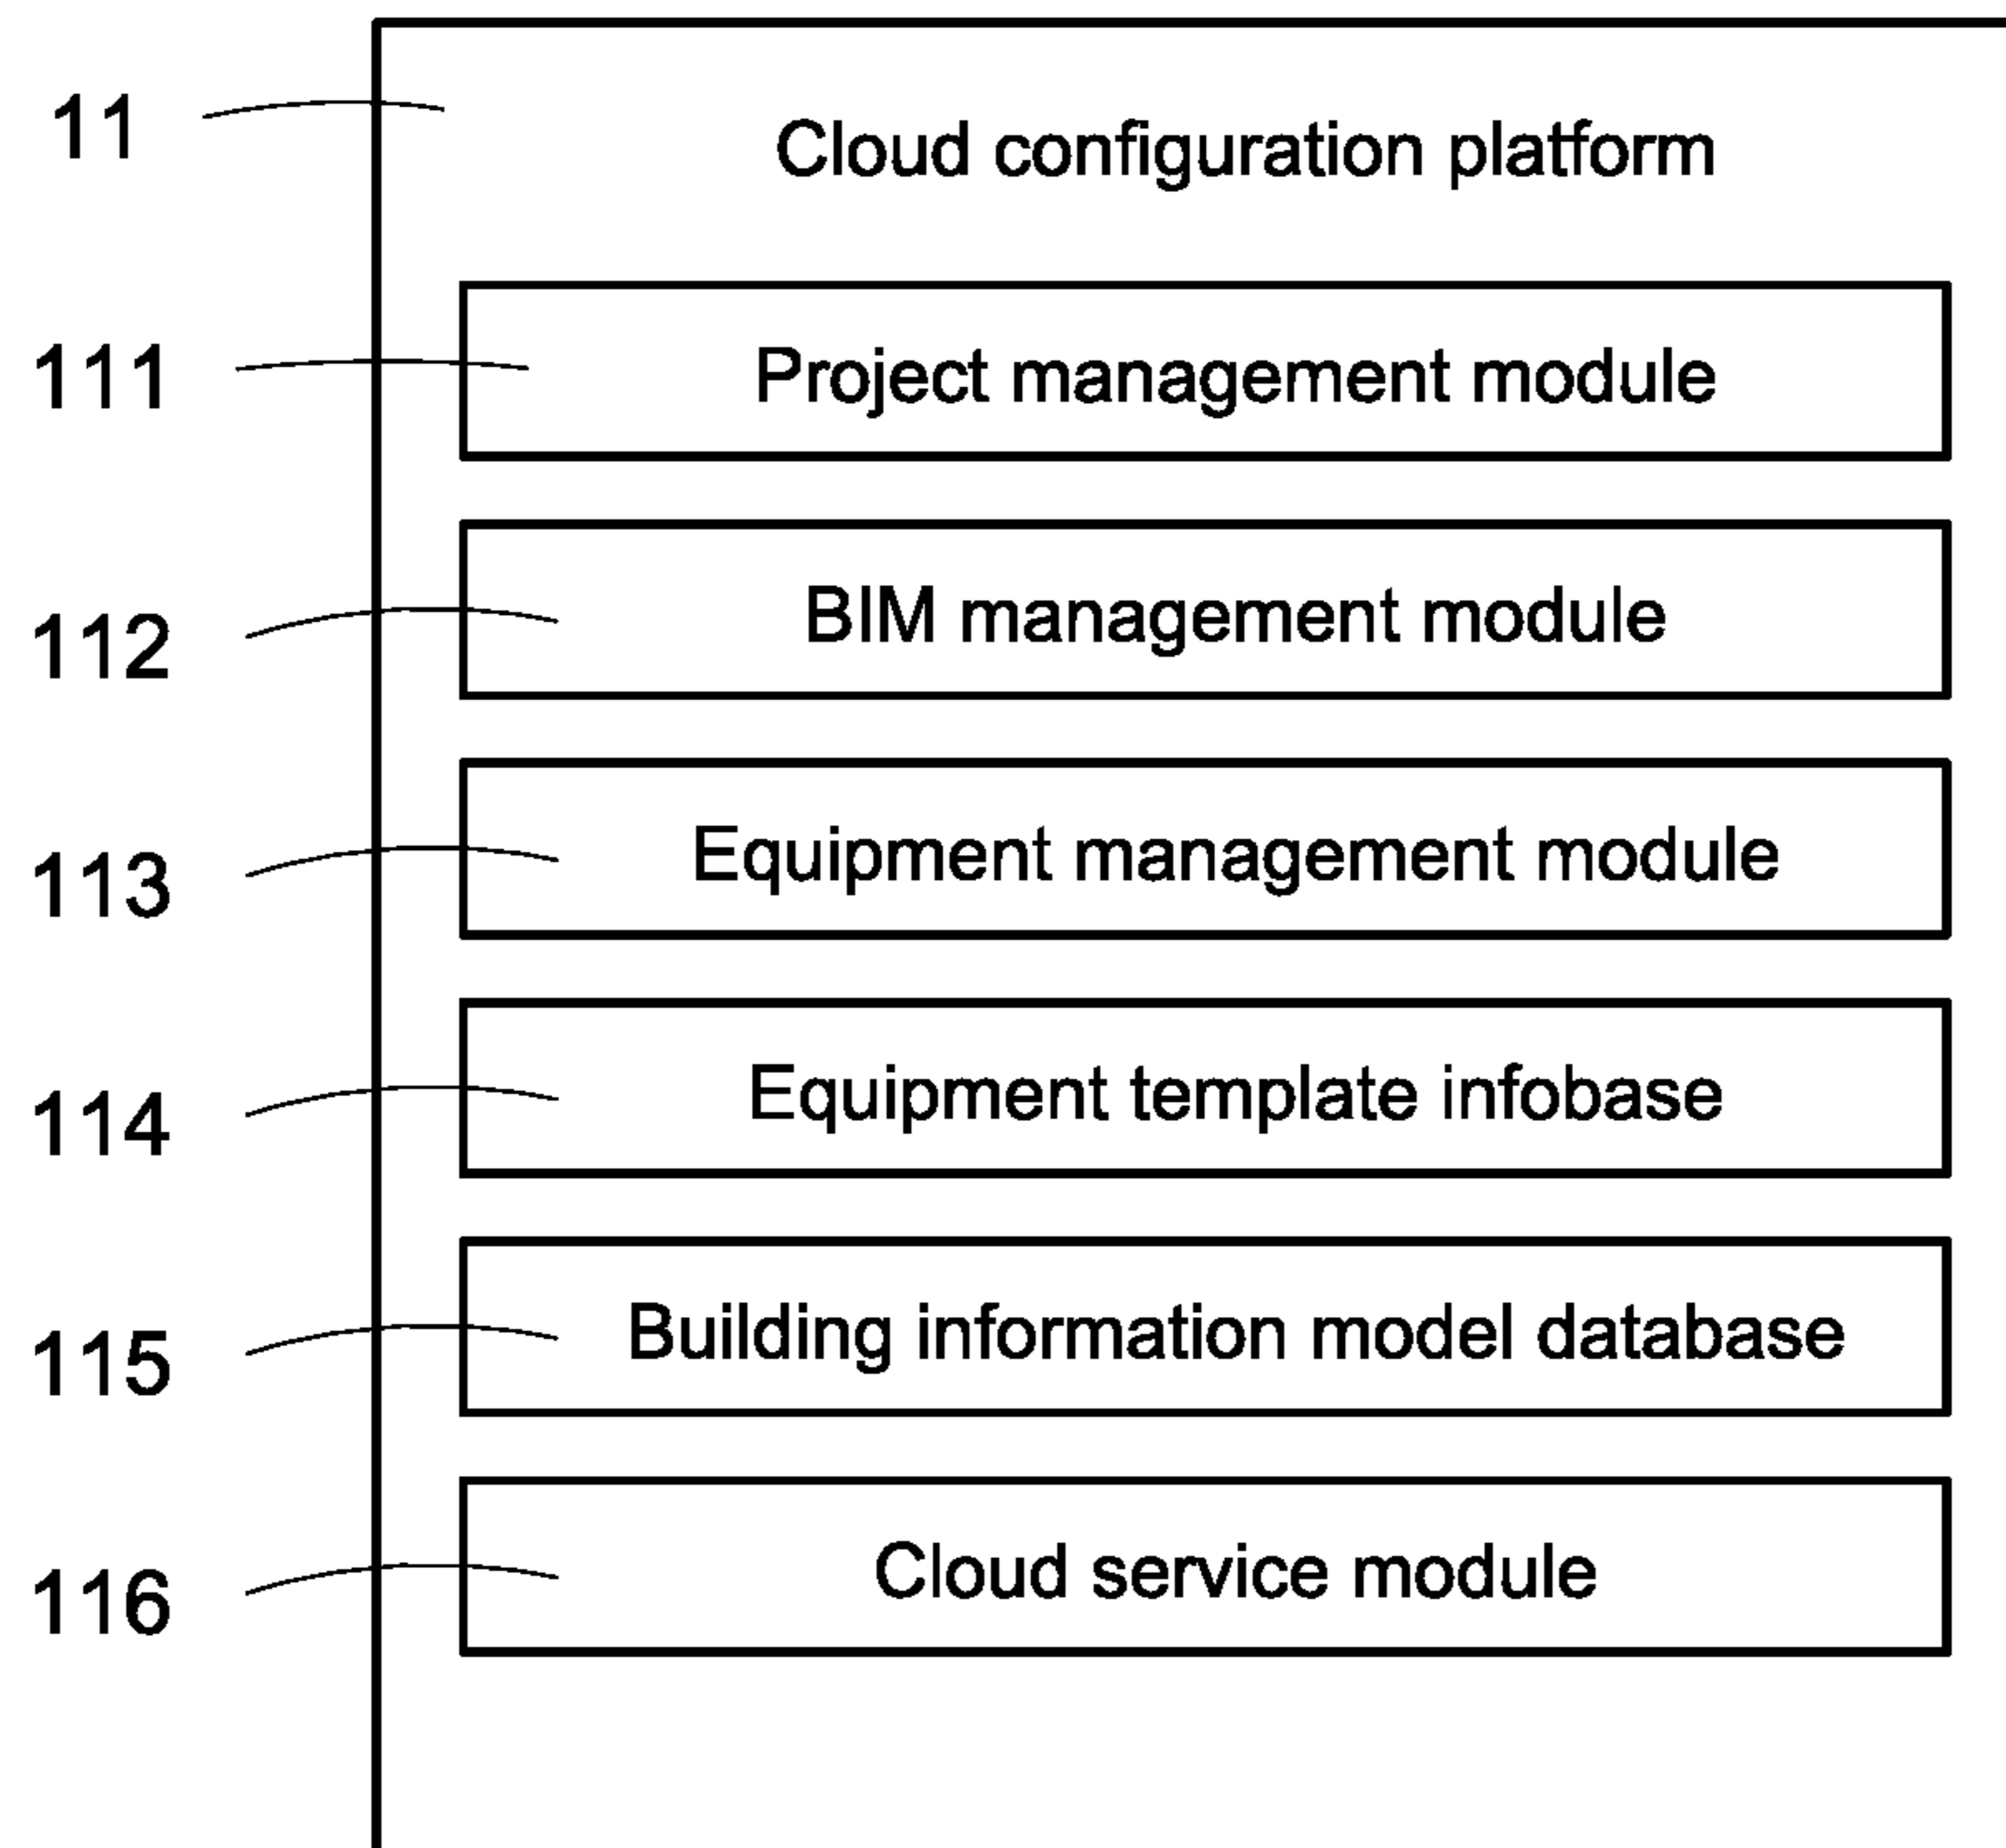 11 Cloud configuration platform
111 Project management module
112 BIM management module
113 Equipment management module
114 Equipment template infobase
115 Building information model database
116 Cloud service module